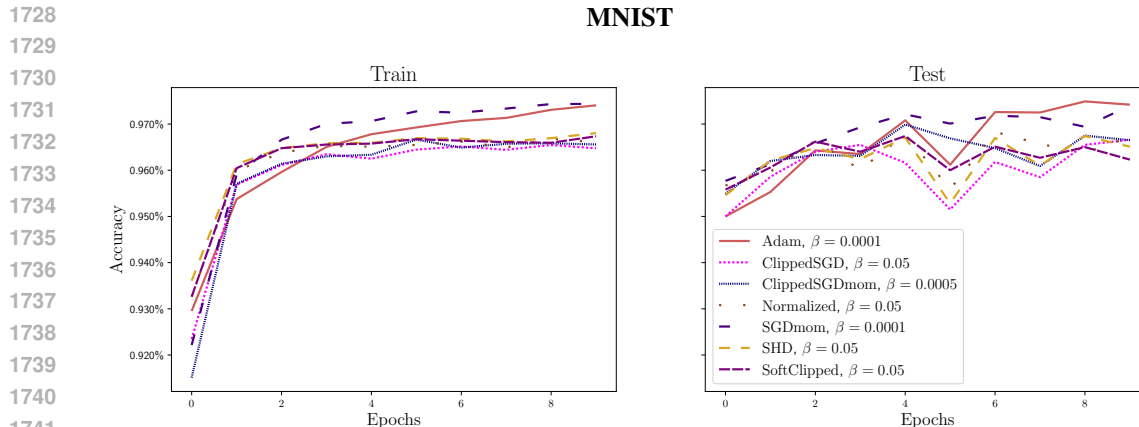 1728
MNIST
1729
1730
Train
Test
1731
0.970%
1732
1733
0.960%
1734
0.950%
1735
Accuracy
Adam, β = 0.0001
0.940%
ClippedSGD, β = 0.05
1736
ClippedSGDmom, β = 0.0005
1737
0.930%
Normalized, β = 0.05
1738
SGDmom, β = 0.0001
0.920%
SHD, β = 0.05
1739
SoftClipped, β = 0.05
1740
0 2 4 6 8
0 2 4 6 8
Epochs
Epochs
1741